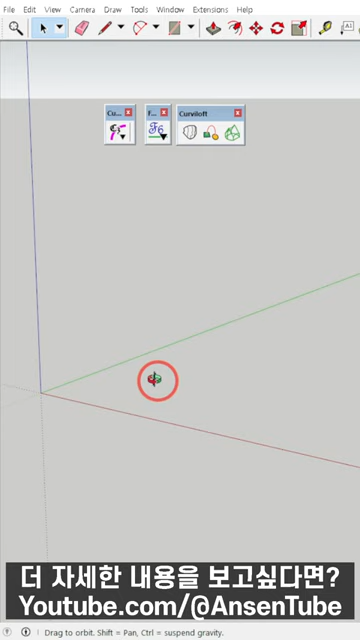 File Edit View Camera Draw Tools Window Extensions Help
Cu... F... Curviloft
더 자세한 내용을 보고싶다면?
Youtube.com/@AnsenTube
Drag to orbit. Shift = Pan, Ctrl = suspend gravity.